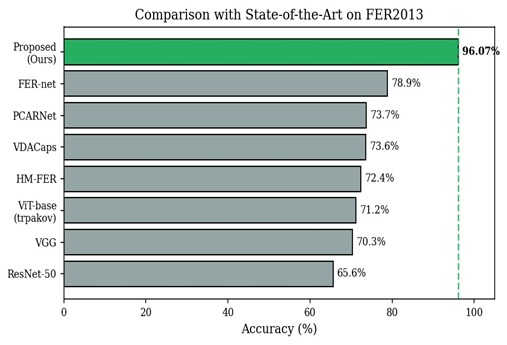 Comparison with State-of-the-Art on FER2013
Proposed
(Ours)
96.07%
FER-net
78.9%
PCARNet
73.7%
VDACaps
73.6%
HM-FER
72.4%
ViT-base
(trpakov)
71.2%
VGG
70.3%
ResNet-50
65.6%
0 20 40 60 80 100
Accuracy (%)